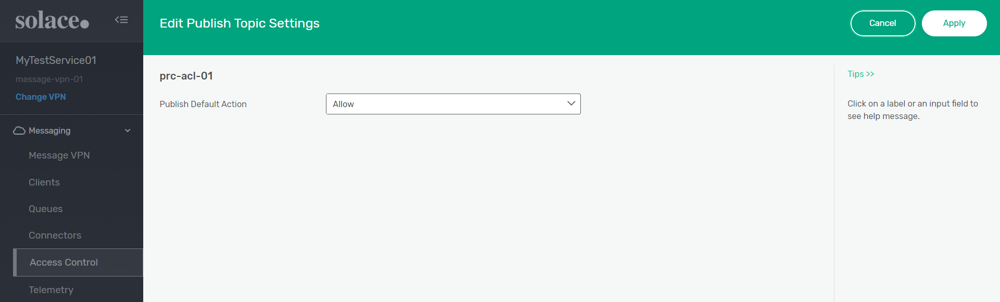 solace.
MyTestService01
message-vpn-01
Change VPN
Messaging
Message VPN
Clients
Queues
Connectors
Access Control
Telemetry
Edit Publish Topic Settings
Cancel
Apply
prc-acl-01
Publish Default Action
Allow
Tips >>
Click on a label or an input field to
see help message.